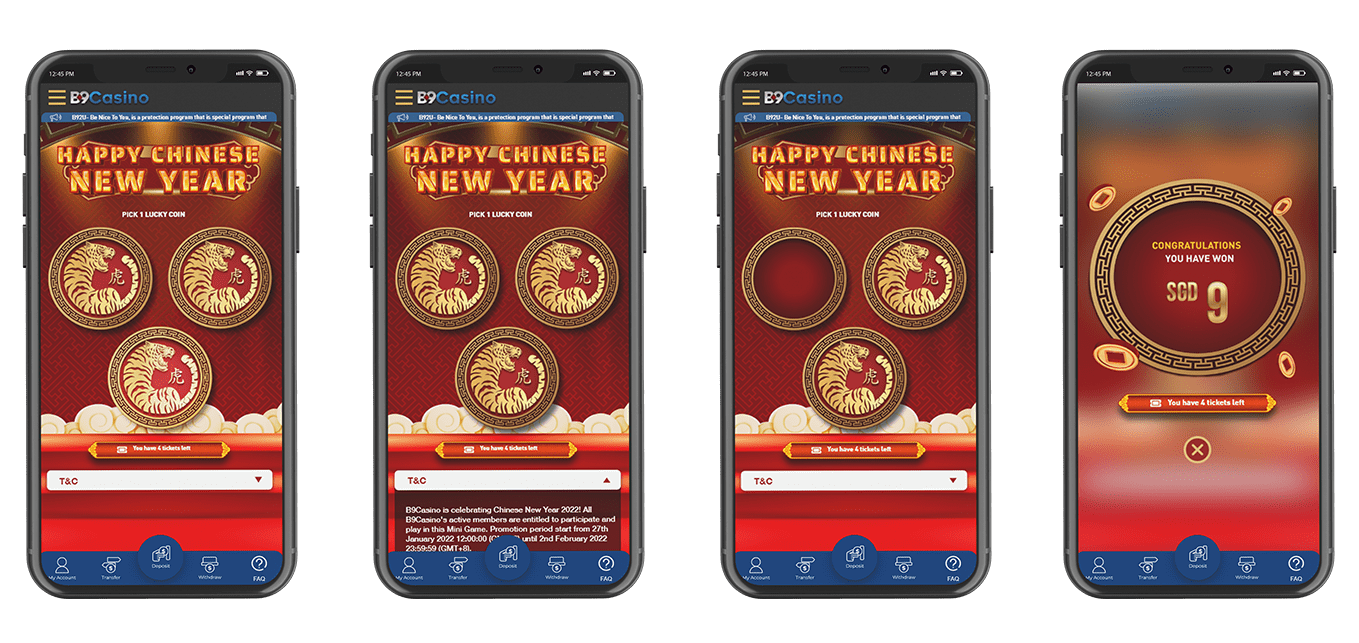 12:45 PM
B9Casino
B92U- Be Nice To You, is a protection program that is special program that
HAPPY CHINESE
NEW YEAR
PICK 1 LUCKY COIN
虎
虎
虎
You have 4 tickets left
T&C
My Account
Transfer
Deposit
Withdraw
FAQ
12:45 PM
B9Casino
B92U- Be Nice To You, is a protection program that is special program that
HAPPY CHINESE
NEW YEAR
PICK 1 LUCKY COIN
虎
虎
虎
You have 4 tickets left
T&C
B9Casino is celebrating Chinese New Year 2022! All
B9Casino's active members are entitled to participate and
play in this Mini Game. Promotion period start from 27th
January 2022 12:00:00 until 2nd February 2022
23:59:59 (GMT+8).
My Account
Transfer
Deposit
Withdraw
FAQ
12:45 PM
B9Casino
B92U- Be Nice To You, is a protection program that is special program that
HAPPY CHINESE
NEW YEAR
PICK 1 LUCKY COIN
虎
虎
You have 4 tickets left
T&C
My Account
Transfer
Deposit
Withdraw
FAQ
12:45 PM
CONGRATULATIONS
YOU HAVE WON
SGD 9
You have 4 tickets left
My Account
Transfer
Deposit
Withdraw
FAQ